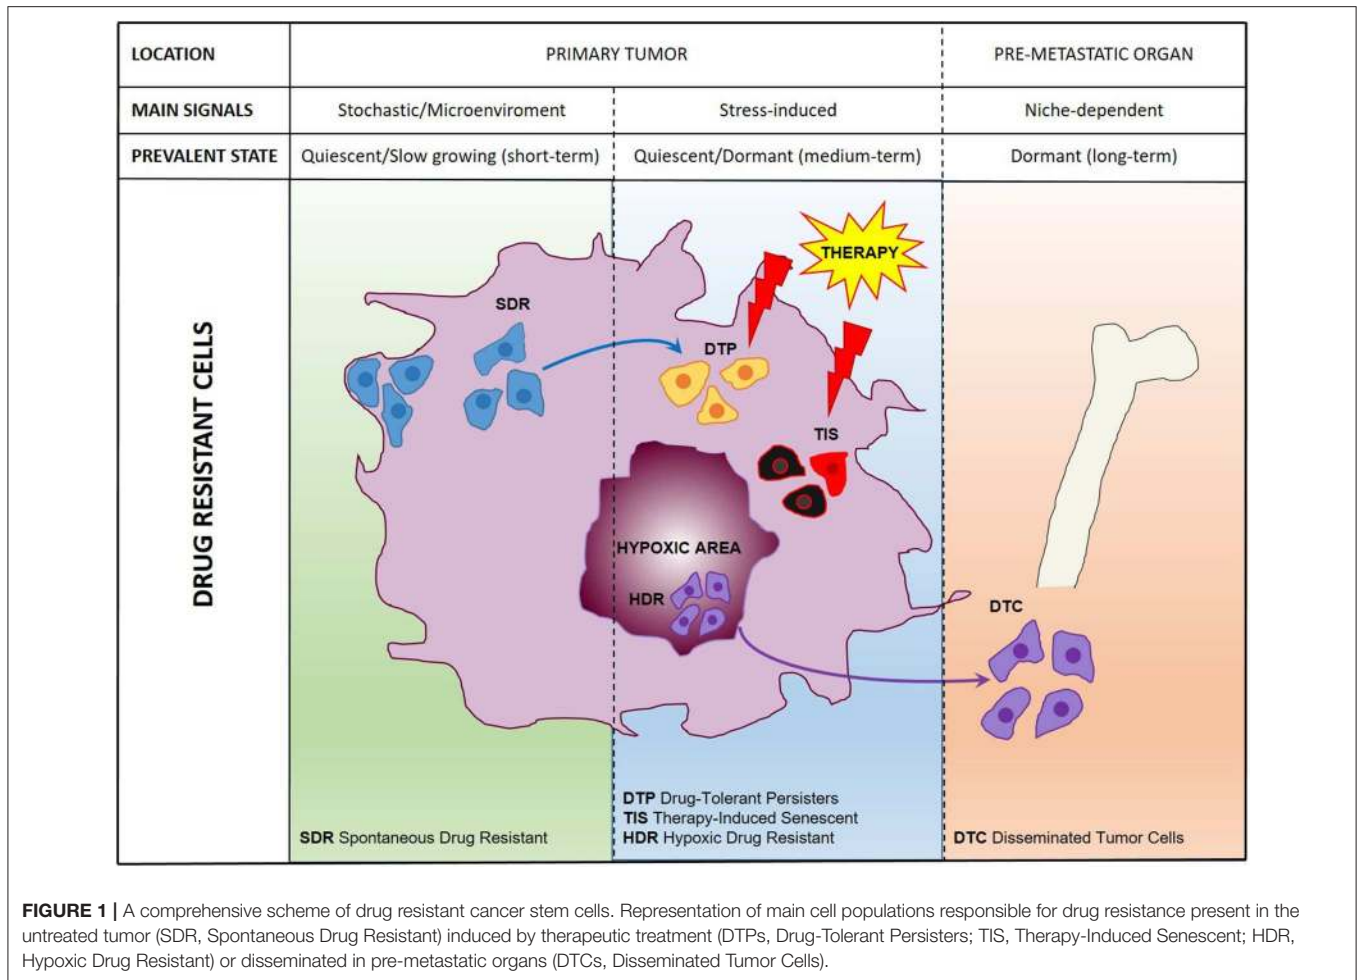 LOCATION
PRIMARY TUMOR
PRE-METASTATIC ORGAN
MAIN SIGNALS
Stochastic/Microenviroment
Stress-induced
Niche-dependent
PREVALENT STATE
Quiescent/Slow growing (short-term)
Quiescent/Dormant (medium-term)
Dormant (long-term)
DRUG RESISTANT CELLS
THERAPY
SDR
DTP
TIS
HYPOXIC AREA
HDR
DTC
SDR Spontaneous Drug Resistant
DTP Drug-Tolerant Persisters
TIS Therapy-Induced Senescent
HDR Hypoxic Drug Resistant
DTC Disseminated Tumor Cells
FIGURE 1 | A comprehensive scheme of drug resistant cancer stem cells. Representation of main cell populations responsible for drug resistance present in the
untreated tumor (SDR, Spontaneous Drug Resistant) induced by therapeutic treatment (DTPs, Drug-Tolerant Persisters; TIS, Therapy-Induced Senescent; HDR,
Hypoxic Drug Resistant) or disseminated in pre-metastatic organs (DTCs, Disseminated Tumor Cells).